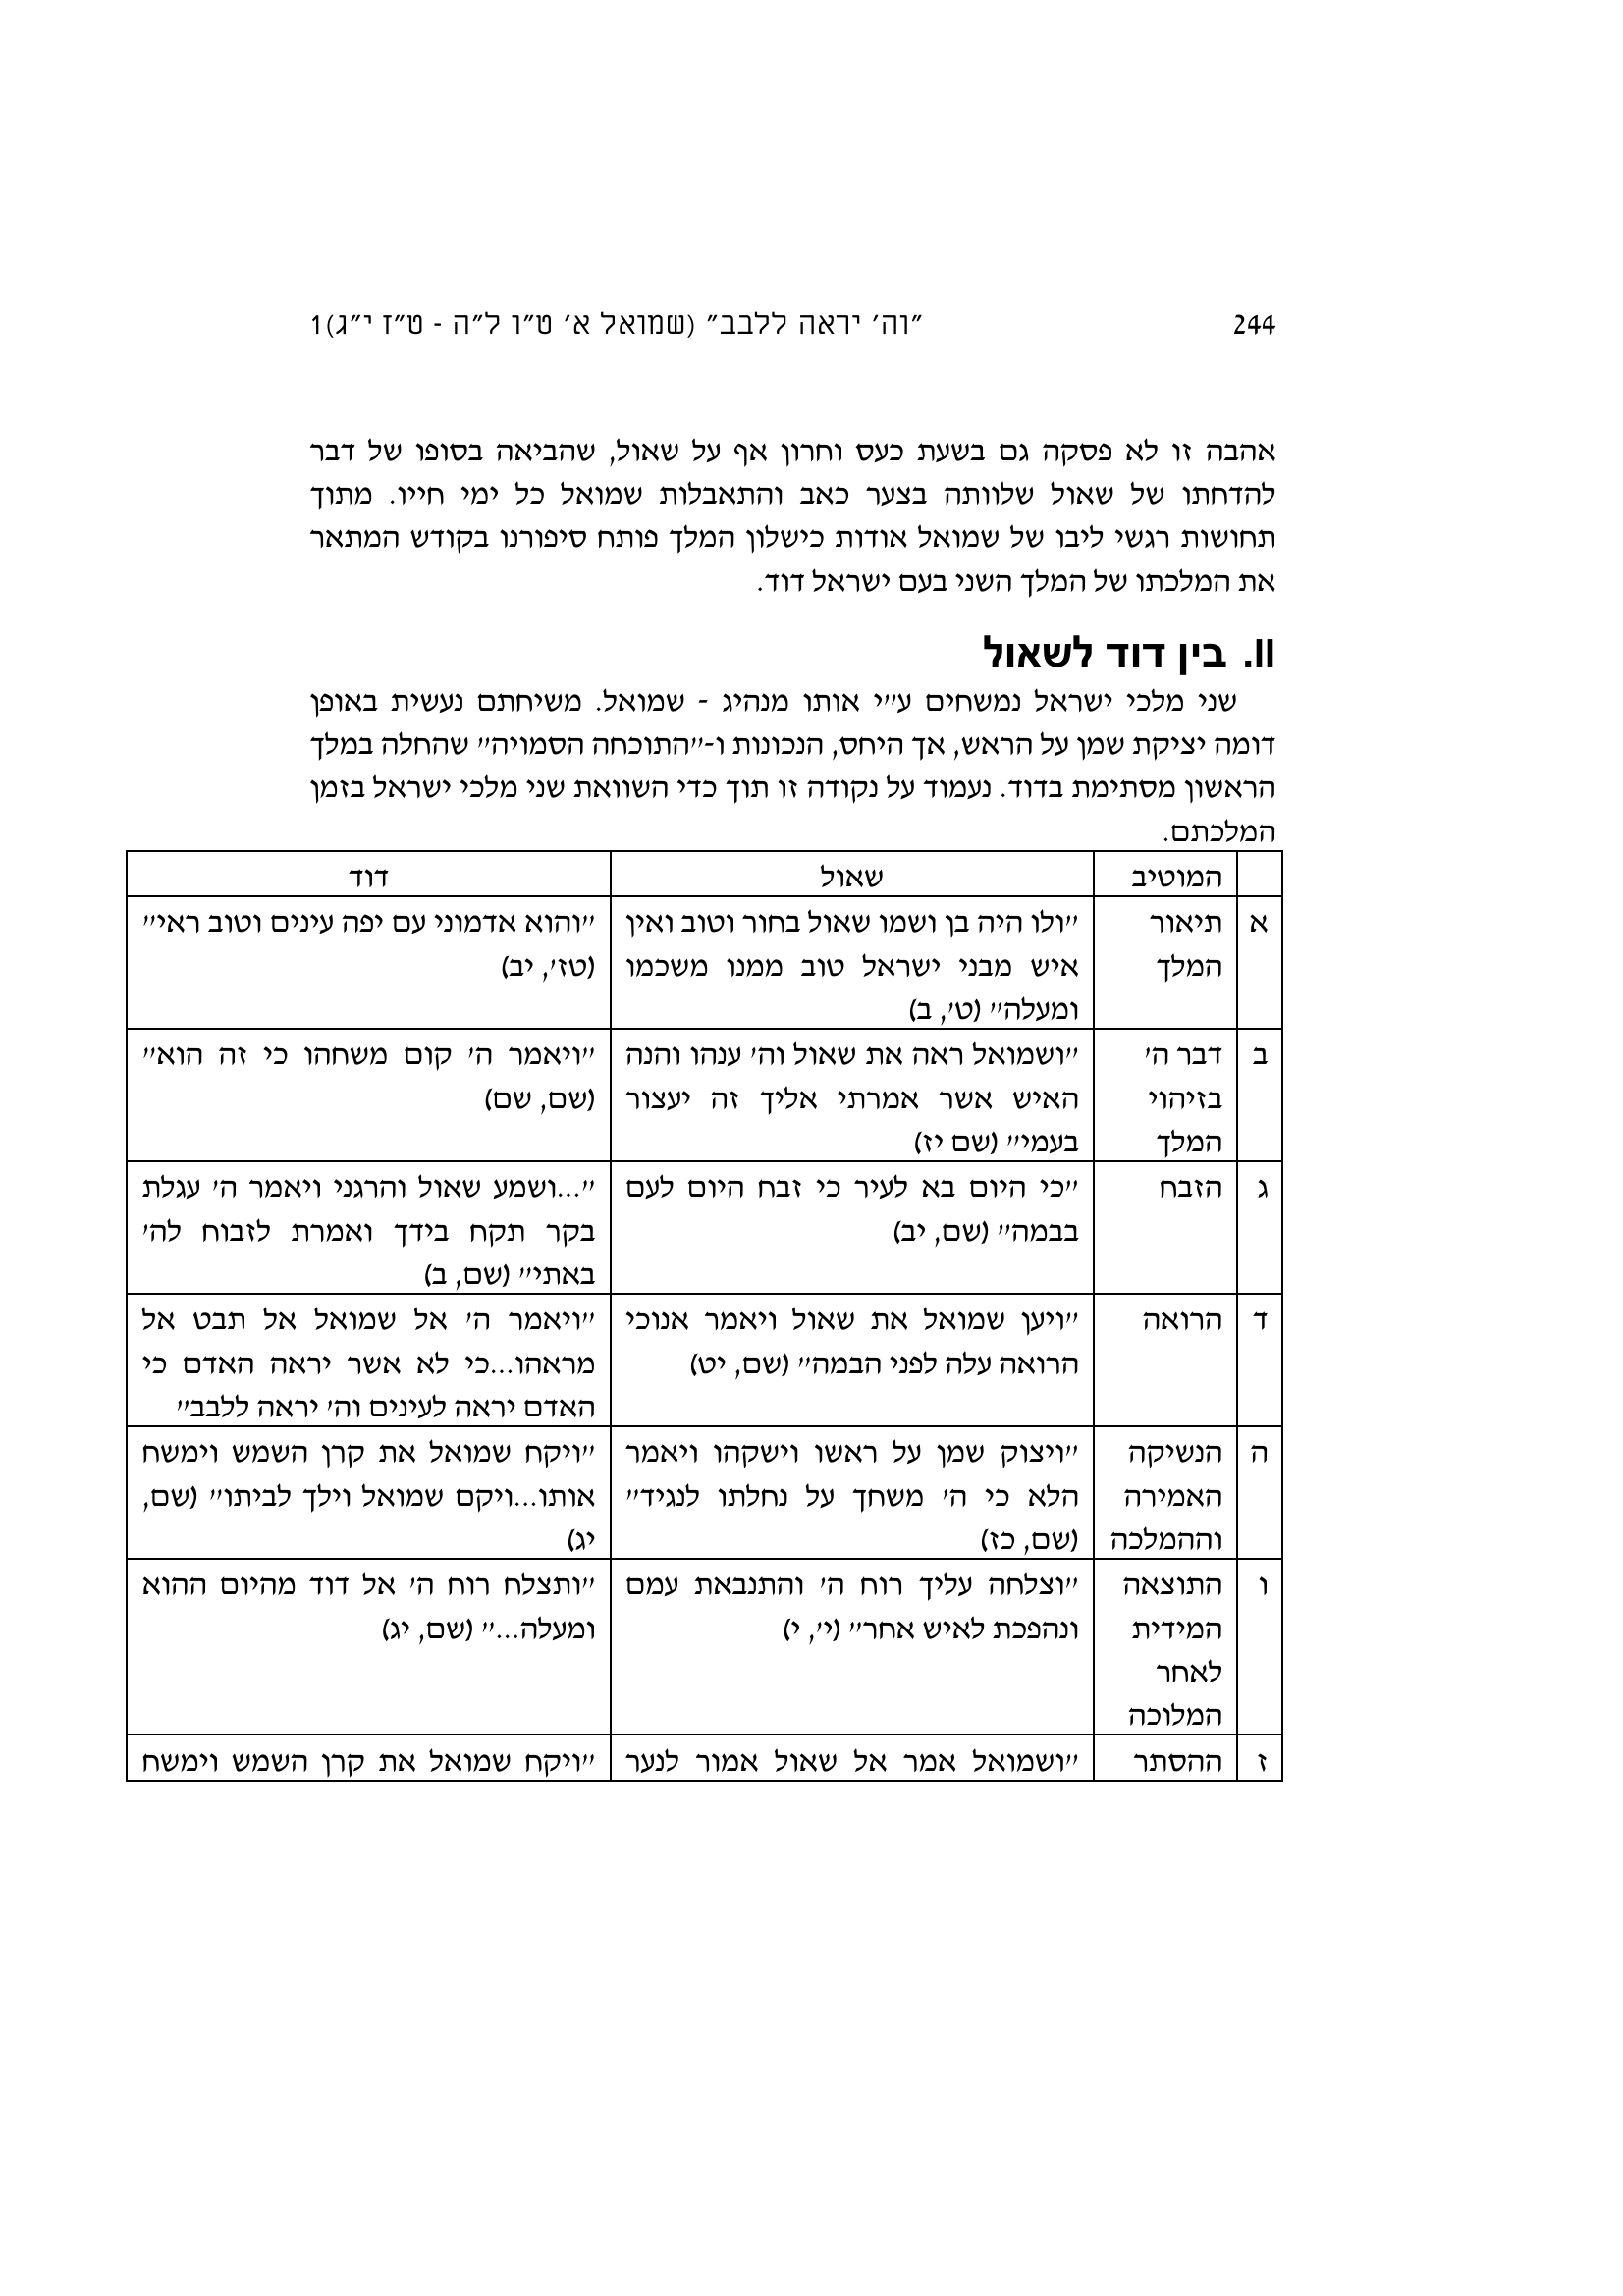 244 "וה' יראה ללבב" (שמואל א' ט"ו ל"ה - ט"ז י"ג)1
אהבה זו לא פסקה גם בשעת כעס וחרון אף על שאול, שהביאה בסופו של דבר
להדחתו של שאול שלוותה בצער כאב והתאבלות שמואל כל ימי חייו. מתוך
תחושות רגשי ליבו של שמואל אודות כישלון המלך פותח סיפורנו בקודש המתאר
את המלכתו של המלך השני בעם ישראל דוד.
II. בין דוד לשאול
שני מלכי ישראל נמשחים ע"י אותו מנהיג - שמואל. משיחתם נעשית באופן
דומה יציקת שמן על הראש, אך היחס, הנכונות ו-"התוכחה הסמויה" שהחלה במלך
הראשון מסתימת בדוד. נעמוד על נקודה זו תוך כדי השוואת שני מלכי ישראל בזמן
המלכתם.
המוטיב שאול דוד
א תיאור "ולו היה בן ושמו שאול בחור וטוב ואין "והוא אדמוני עם יפה עינים וטוב ראי"
המלך איש מבני ישראל טוב ממנו משכמו (טז', יב)
ומעלה" (ט', ב)
ב דבר ה' "ושמואל ראה את שאול וה' ענהו והנה "ויאמר ה' קום משחהו כי זה הוא"
בזיהוי האיש אשר אמרתי אליך זה יעצור (שם, שם)
המלך בעמי" (שם יז)
ג הזבח "כי היום בא לעיר כי זבח היום לעם "...ושמע שאול והרגני ויאמר ה' עגלת
בבמה" (שם, יב) בקר תקח בידך ואמרת לזבוח לה'
באתי" (שם, ב)
ד הרואה "ויען שמואל את שאול ויאמר אנוכי "ויאמר ה' אל שמואל אל תבט אל
הרואה עלה לפני הבמה" (שם, יט) מראהו...כי לא אשר יראה האדם כי
האדם יראה לעינים וה' יראה ללבב"
ה הנשיקה "ויצוק שמן על ראשו וישקהו ויאמר "ויקח שמואל את קרן השמש וימשח
האמירה הלא כי ה' משחך על נחלתו לנגיד" אותו...ויקם שמואל וילך לביתו" (שם,
וההמלכה (שם, כז) יג)
ו התוצאה "וצלחה עליך רוח ה' והתנבאת עמם "ותצלח רוח ה' אל דוד מהיום ההוא
המידית ונהפכת לאיש אחר" (י', י) ומעלה..." (שם, יג)
לאחר
המלוכה
ז ההסתר "ושמואל אמר אל שאול אמור לנער "ויקח שמואל את קרן השמש וימשח